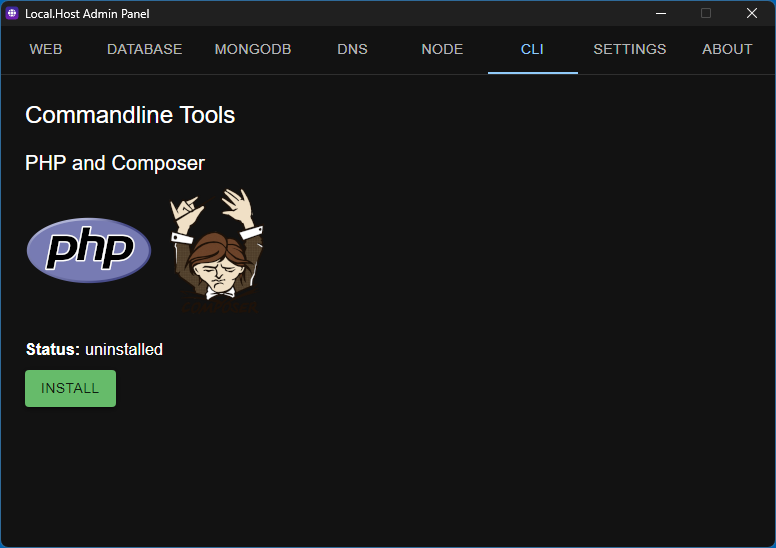 Local.Host Admin Panel
WEB DATABASE MONGODB DNS NODE CLI SETTINGS ABOUT
Commandline Tools
PHP and Composer
php
Status: uninstalled
INSTALL